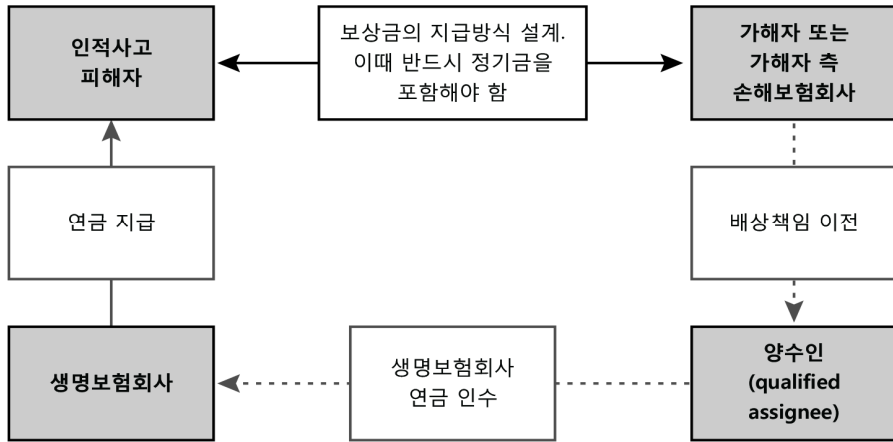 인적사고
피해자
보상금의 지급방식 설계.
이때 반드시 정기금을
포함해야 함
가해자 또는
가해자 측
손해보험회사
연금 지급
배상책임 이전
생명보험회사
생명보험회사
연금 인수
양수인
(qualified
assignee)